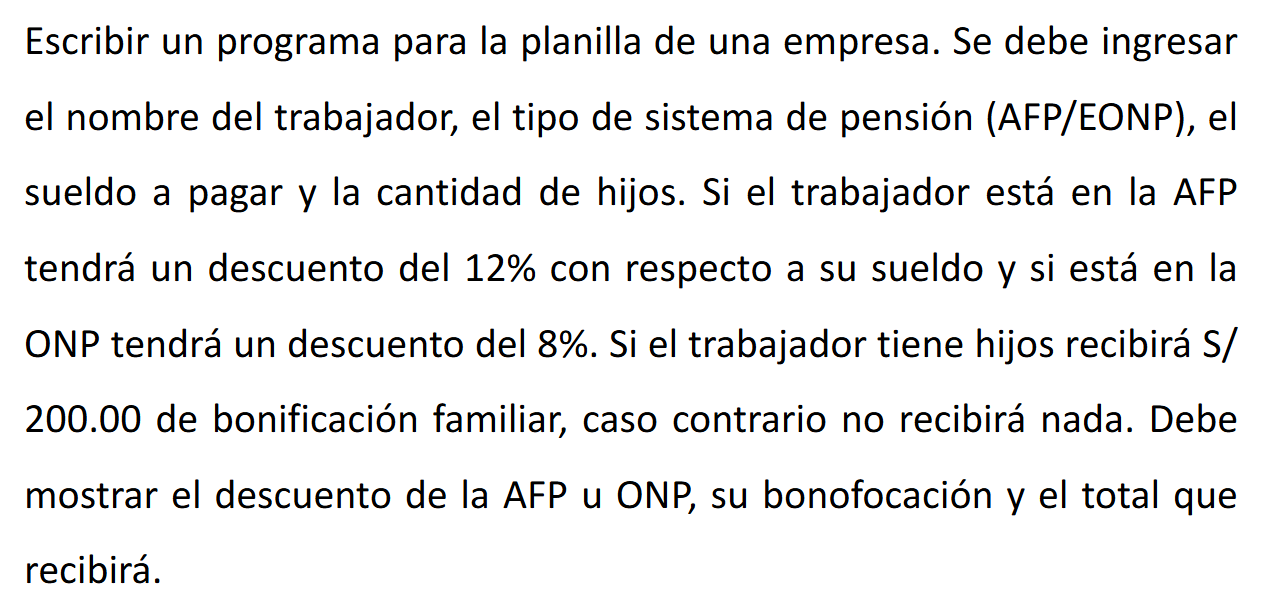 Escribir un programa para la planilla de una empresa. Se debe ingresar
el nombre del trabajador, el tipo de sistema de pensión (AFP/EONP), el
sueldo a pagar y la cantidad de hijos. Si el trabajador está en la AFP
tendrá un descuento del 12% con respecto a su sueldo y si está en la
ONP tendrá un descuento del 8%. Si el trabajador tiene hijos recibirá S/
200.00 de bonificación familiar, caso contrario no recibirá nada. Debe
mostrar el descuento de la AFP u ONP, su bonofocación y el total que
recibirá.